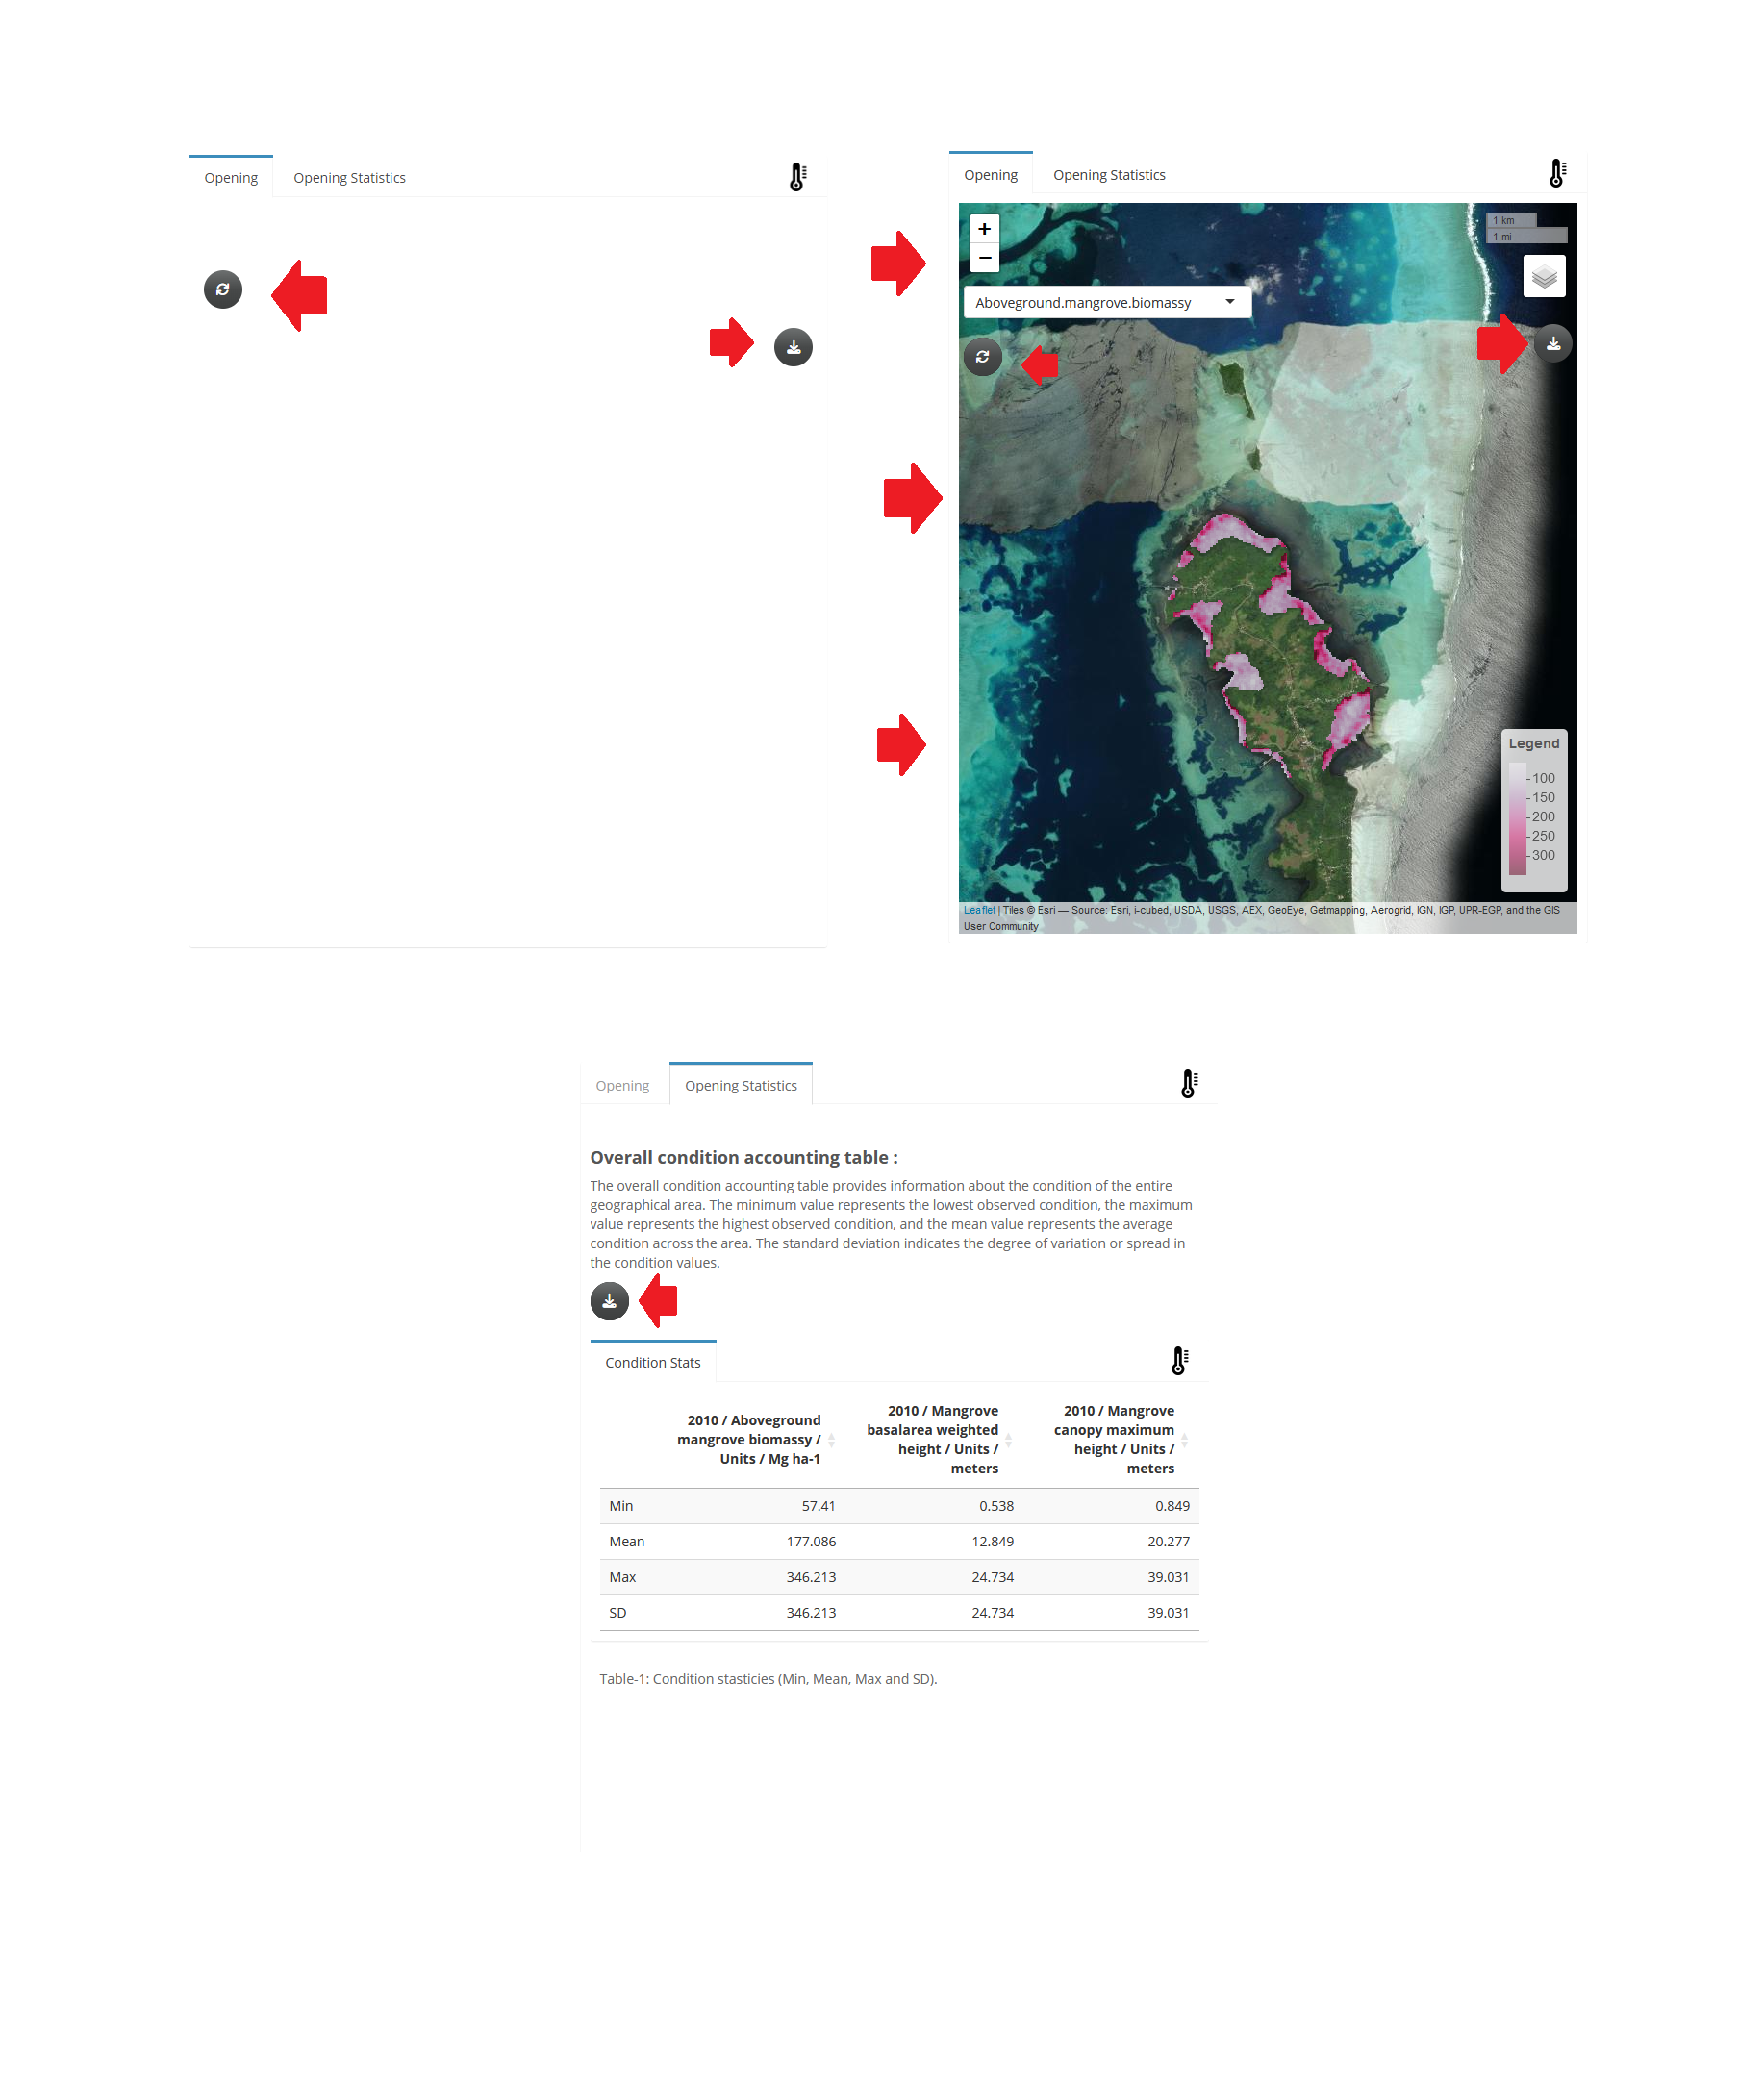 Opening Opening Statistics
Opening Opening Statistics
+
−
1 km
1 mi
Aboveground.mangrove.biomassy
Legend
100
150
200
250
300
Leaflet | Tiles © Esri — Source: Esri, i-cubed, USDA, USGS, AEX, GeoEye, Getmapping, Aerogrid, IGN, IGP, UPR-EGP, and the GIS
User Community
Opening Opening Statistics
Overall condition accounting table :
The overall condition accounting table provides information about the condition of the entire
geographical area. The minimum value represents the lowest observed condition, the maximum
value represents the highest observed condition, and the mean value represents the average
condition across the area. The standard deviation indicates the degree of variation or spread in
the condition values.
Condition Stats
2010 / Aboveground
mangrove biomassy /
Units / Mg ha-1
2010 / Mangrove
basalarea weighted
height / Units /
meters
2010 / Mangrove
canopy maximum
height / Units /
meters
Min 57.41 0.538 0.849
Mean 177.086 12.849 20.277
Max 346.213 24.734 39.031
SD 346.213 24.734 39.031
Table-1: Condition stasticies (Min, Mean, Max and SD).